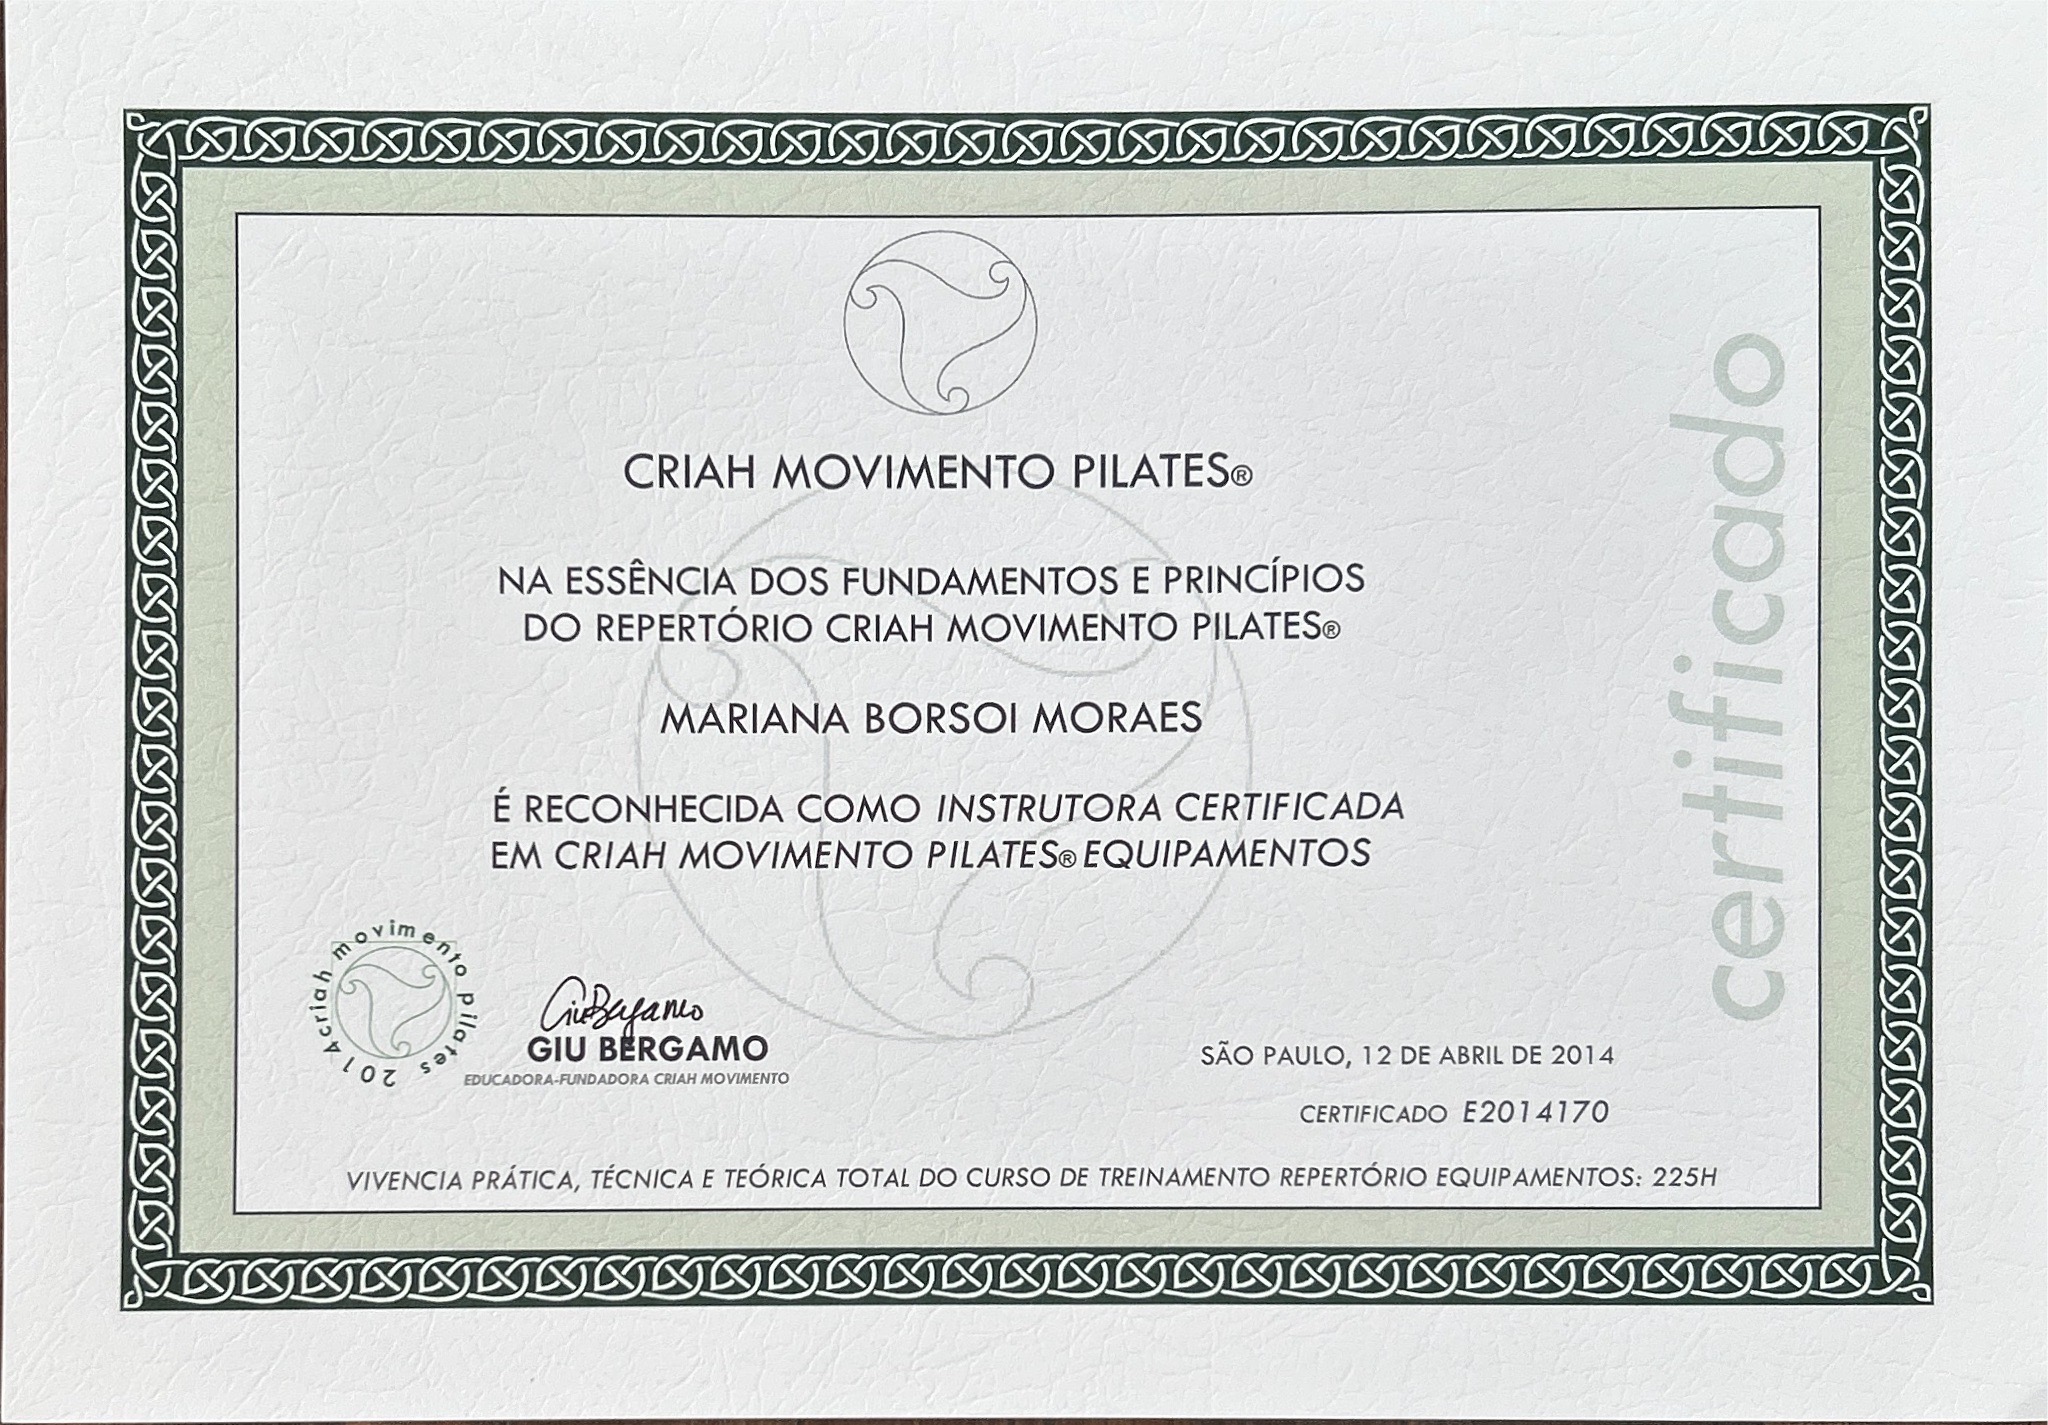 CRIAH MOVIMENTO PILATES®
NA ESSÊNCIA DOS FUNDAMENTOS E PRINCÍPIOS
DO REPERTÓRIO CRIAH MOVIMENTO PILATES®
MARIANA BORSOI MORAES
É RECONHECIDA COMO INSTRUTORA CERTIFICADA
EM CRIAH MOVIMENTO PILATES® EQUIPAMENTOS
certificado
criah movimento pilates 2014
GiuBergamo
GIU BERGAMO
EDUCADORA-FUNDADORA CRIAH MOVIMENTO
SÃO PAULO, 12 DE ABRIL DE 2014
CERTIFICADO E2014170
VIVENCIA PRÁTICA, TÉCNICA E TEÓRICA TOTAL DO CURSO DE TREINAMENTO REPERTÓRIO EQUIPAMENTOS: 225H